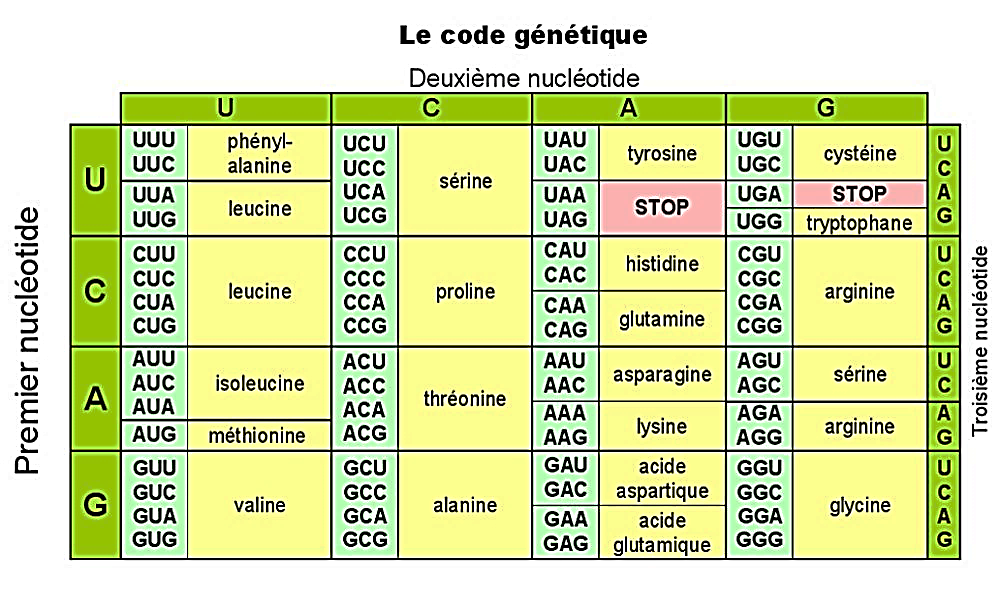 Le code génétique
Deuxième nucléotide
U C A G
Premier nucléotide
Troisième nucléotide
U
UUU
UUC
phényl-
alanine
UUA
UUG
leucine
UCU
UCC
UCA
UCG
sérine
UAU
UAC
tyrosine
UAA
UAG
STOP
UGU
UGC
cystéine
UGA
STOP
UGG
tryptophane
U
C
A
G
C
CUU
CUC
CUA
CUG
leucine
CCU
CCC
CCA
CCG
proline
CAU
CAC
histidine
CAA
CAG
glutamine
CGU
CGC
CGA
CGG
arginine
U
C
A
G
A
AUU
AUC
AUA
isoleucine
AUG
méthionine
ACU
ACC
ACA
ACG
thréonine
AAU
AAC
asparagine
AAA
AAG
lysine
AGU
AGC
sérine
AGA
AGG
arginine
U
C
A
G
G
GUU
GUC
GUA
GUG
valine
GCU
GCC
GCA
GCG
alanine
GAU
GAC
acide
aspartique
GAA
GAG
acide
glutamique
GGU
GGC
GGA
GGG
glycine
U
C
A
G